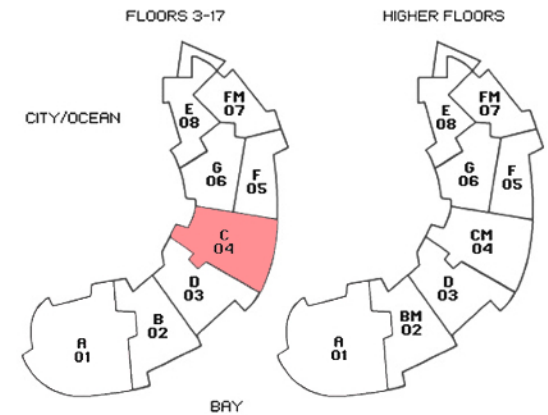 FLOORS 3-17
HIGHER FLOORS
CITY/OCEAN
E
08
FM
07
G
06
F
05
C
04
D
03
B
02
A
01
E
08
FM
07
G
06
F
05
CM
04
D
03
BM
02
A
01
BAY